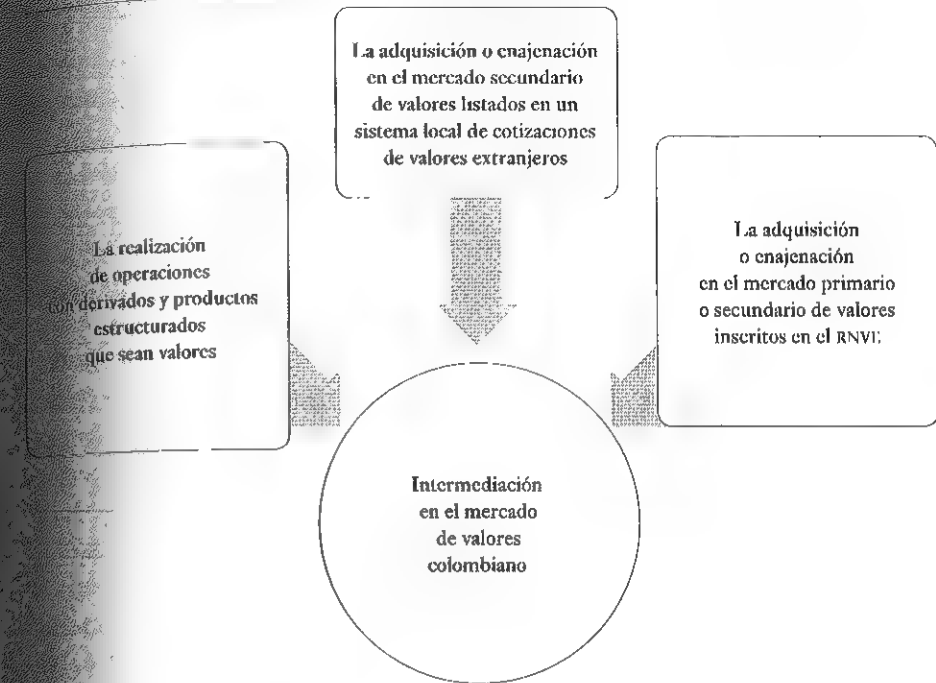 La adquisición o enajenación
en el mercado secundario
de valores listados en un
sistema local de cotizaciones
de valores extranjeros
La realización
de operaciones
con derivados y productos
estructurados
que sean valores
La adquisición
o enajenación
en el mercado primario
o secundario de valores
inscritos en el RNVE
Intermediación
en el mercado
de valores
colombiano